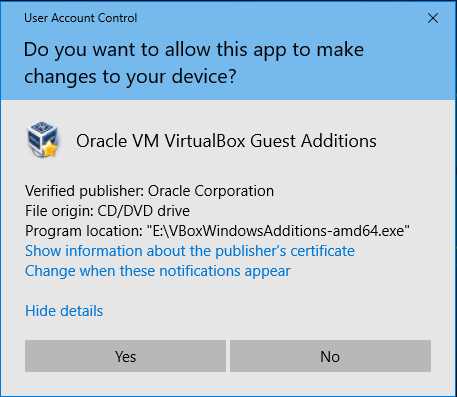 User Account Control
Do you want to allow this app to make
changes to your device?
Oracle VM VirtualBox Guest Additions
Verified publisher: Oracle Corporation
File origin: CD/DVD drive
Program location: "E:\VBoxWindowsAdditions-amd64.exe"
Show information about the publisher's certificate
Change when these notifications appear
Hide details
Yes
No